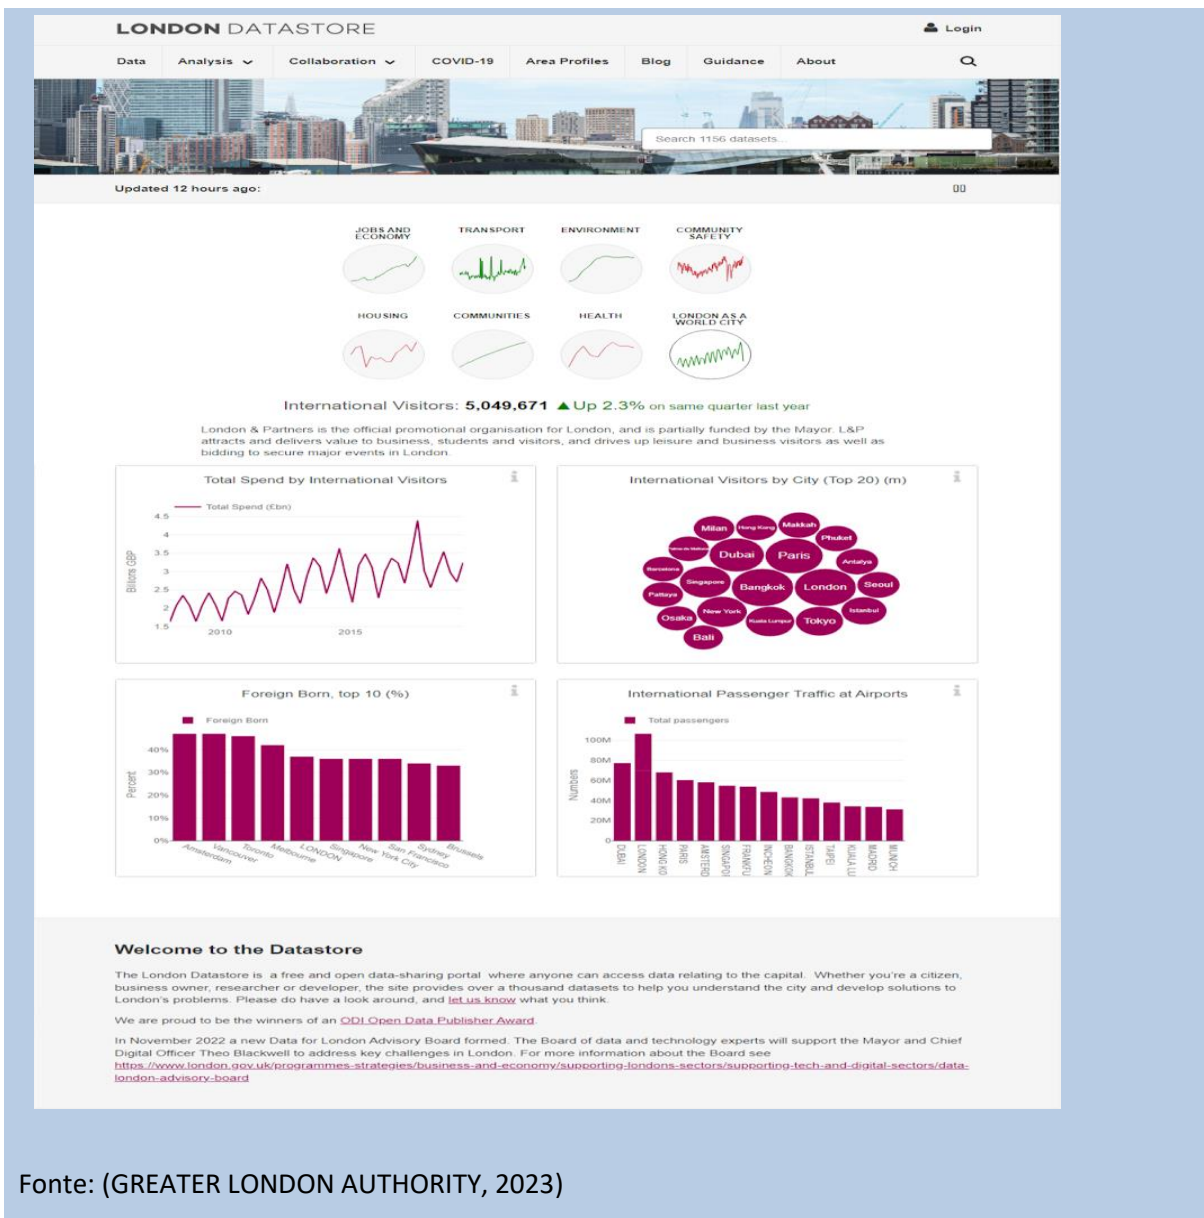 LONDON DATASTORE
Login
Data Analysis Collaboration COVID-19 Area Profiles Blog Guidance About
Search 1156 datasets...
Updated 12 hours ago:
JOBS AND ECONOMY
TRANSPORT
ENVIRONMENT
COMMUNITY SAFETY
HOUSING
COMMUNITIES
HEALTH
LONDON AS A WORLD CITY
International Visitors: 5,049,671 ▲Up 2.3% on same quarter last year
London & Partners is the official promotional organisation for London, and is partially funded by the Mayor. L&P
attracts and delivers value to business, students and visitors, and drives up leisure and business visitors as well as
bidding to secure major events in London.
Total Spend by International Visitors
Total Spend (£bn)
Billions GBP
4.5
4
3.5
3
2.5
2
1.5
2010 2015
International Visitors by City (Top 20) (m)
Milan
Hong Kong
Makkah
Phuket
Palma de Mallorca
Dubai
Paris
Antalya
Barcelona
Singapore
Bangkok
London
Seoul
Pattaya
Osaka
New York
Kuala Lumpur
Tokyo
Istanbul
Bali
Foreign Born, top 10 (%)
Foreign Born
Percent
40%
30%
20%
10%
0%
Amsterdam
Vancouver
Toronto
Melbourne
LONDON
Singapore
New York City
San Francisco
Sydney
Brussels
International Passenger Traffic at Airports
Total passengers
Numbers
100M
80M
60M
40M
20M
0
DUBAI
LONDON
HONG KO
PARIS
AMSTERD
SINGAPO
FRANKFU
INCHEON
BANGKOK
ISTANBUL
TAIPEI
KUALA LU
MADRID
MUNICH
Welcome to the Datastore
The London Datastore is a free and open data-sharing portal where anyone can access data relating to the capital. Whether you're a citizen,
business owner, researcher or developer, the site provides over a thousand datasets to help you understand the city and develop solutions to
London's problems. Please do have a look around, and let us know what you think.
We are proud to be the winners of an ODI Open Data Publisher Award.
In November 2022 a new Data for London Advisory Board formed. The Board of data and technology experts will support the Mayor and Chief
Digital Officer Theo Blackwell to address key challenges in London. For more information about the Board see
https://www.london.gov.uk/programmes-strategies/business-and-economy/supporting-londons-sectors/supporting-tech-and-digital-sectors/data-
london-advisory-board
Fonte: (GREATER LONDON AUTHORITY, 2023)